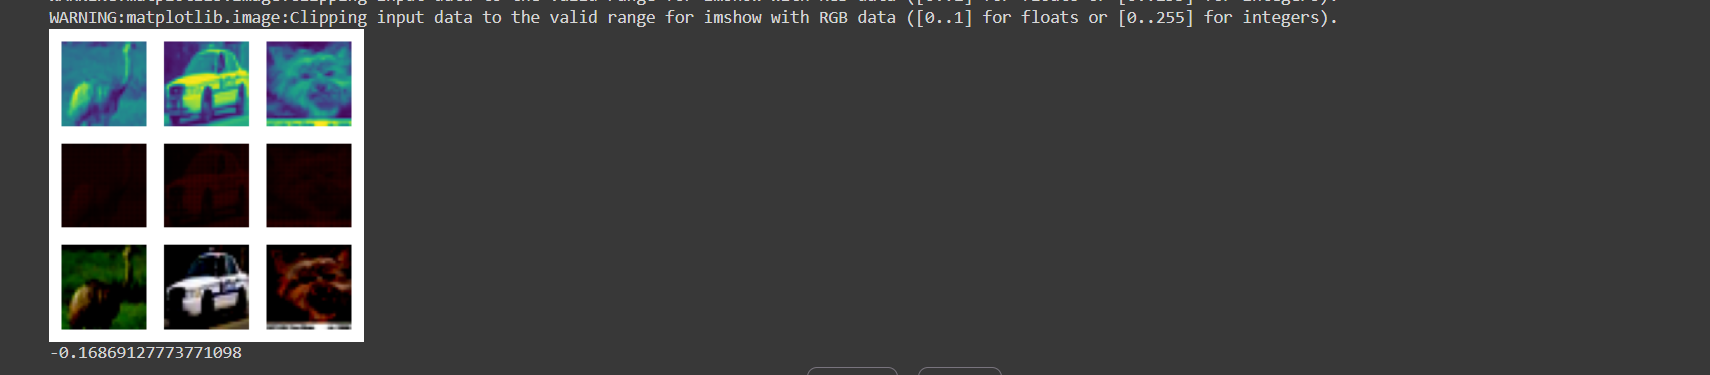 WARNING:matplotlib.image:Clipping input data to the valid range for imshow with RGB data ([0..1] for floats or [0..255] for integers).
-0.16869127773771098